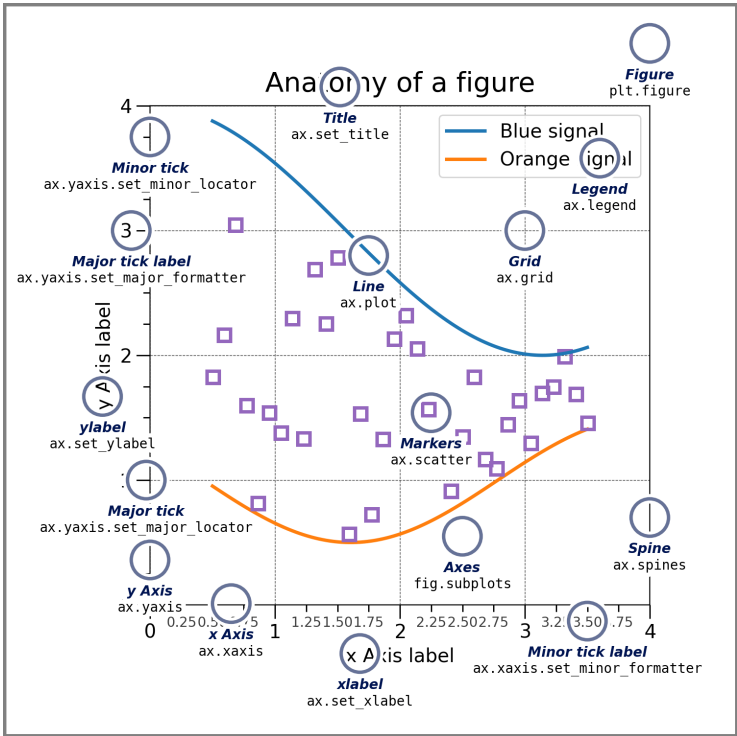 Figure
plt.figure
Anatomy of a figure
Title
ax.set_title
4
Blue signal
Orange signal
Legend
ax.legend
Minor tick
ax.yaxis.set_minor_locator
3
Major tick label
ax.yaxis.set_major_formatter
Grid
ax.grid
Line
ax.plot
y Axis label
2
ylabel
ax.set_ylabel
Markers
ax.scatter
Major tick
ax.yaxis.set_major_locator
Spine
ax.spines
Axes
fig.subplots
y Axis
ax.yaxis
0 0.25 1 1.25 1.50 1.75 2 2.25 2.50 2.75 3 3.50 4
x Axis
ax.xaxis
x Axis label
Minor tick label
ax.xaxis.set_minor_formatter
xlabel
ax.set_xlabel